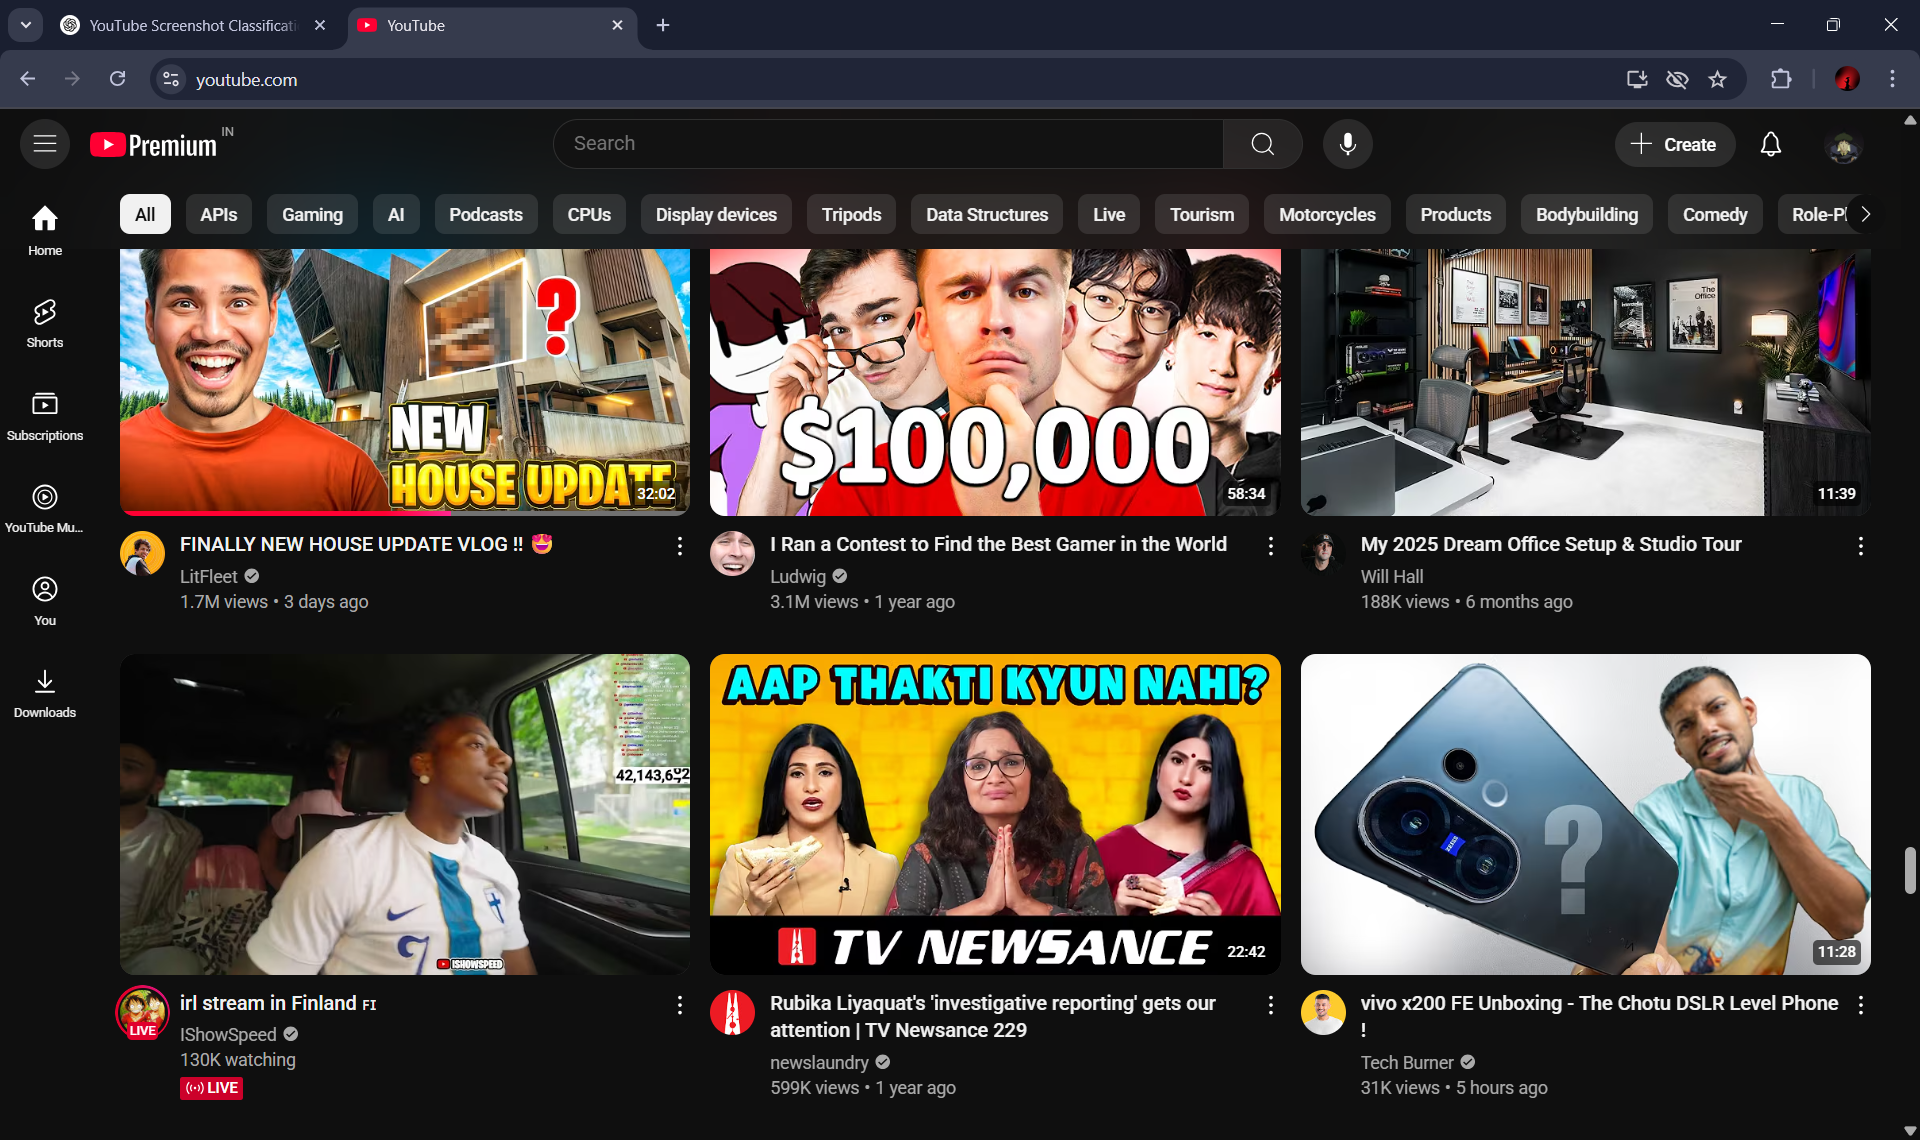 YouTube Screenshot Classificati
YouTube
youtube.com
Premium IN
Search
Create
All
APIs
Gaming
AI
Podcasts
CPUs
Display devices
Tripods
Data Structures
Live
Tourism
Motorcycles
Products
Bodybuilding
Comedy
Role-Pl
Home
Shorts
Subscriptions
YouTube Mu...
You
Downloads
?
NEW
HOUSE UPDATE
32:02
FINALLY NEW HOUSE UPDATE VLOG !! 🤩
LitFleet
1.7M views • 3 days ago
$100,000
58:34
I Ran a Contest to Find the Best Gamer in the World
Ludwig
3.1M views • 1 year ago
The
Office
11:39
My 2025 Dream Office Setup & Studio Tour
Will Hall
188K views • 6 months ago
ISHOWSPEED
LIVE
irl stream in Finland FI
IShowSpeed
130K watching
LIVE
AAP THAKTI KYUN NAHI?
TV NEWSANCE
22:42
Rubika Liyaquat's 'investigative reporting' gets our
attention | TV Newsance 229
newslaundry
599K views • 1 year ago
ZEISS
?
11:28
vivo x200 FE Unboxing - The Chotu DSLR Level Phone
!
Tech Burner
31K views • 5 hours ago